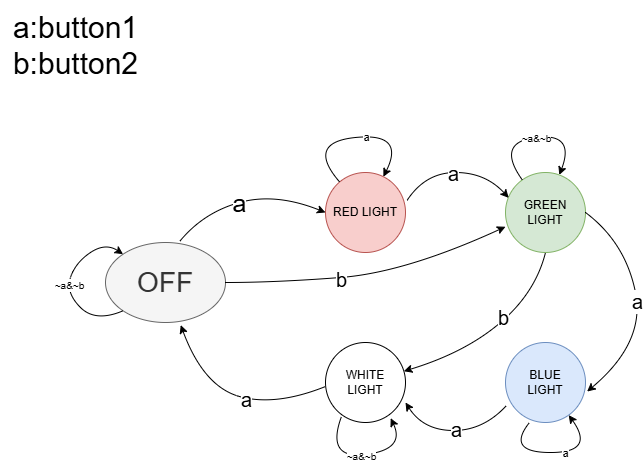 a:button1
b:button2
a
~a&~b
a
RED LIGHT
a
GREEN
LIGHT
~a&~b
OFF
b
a
b
WHITE
LIGHT
BLUE
LIGHT
a
a
~a&~b
a